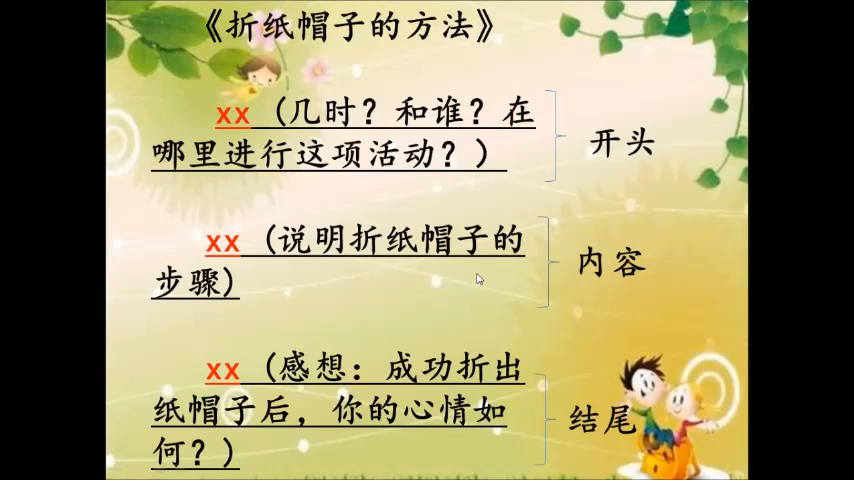 《折纸帽子的方法》
xx (几时？和谁？在
哪里进行这项活动？)
开头
xx (说明折纸帽子的
步骤)
内容
xx (感想：成功折出
纸帽子后，你的心情如
何？)
结尾